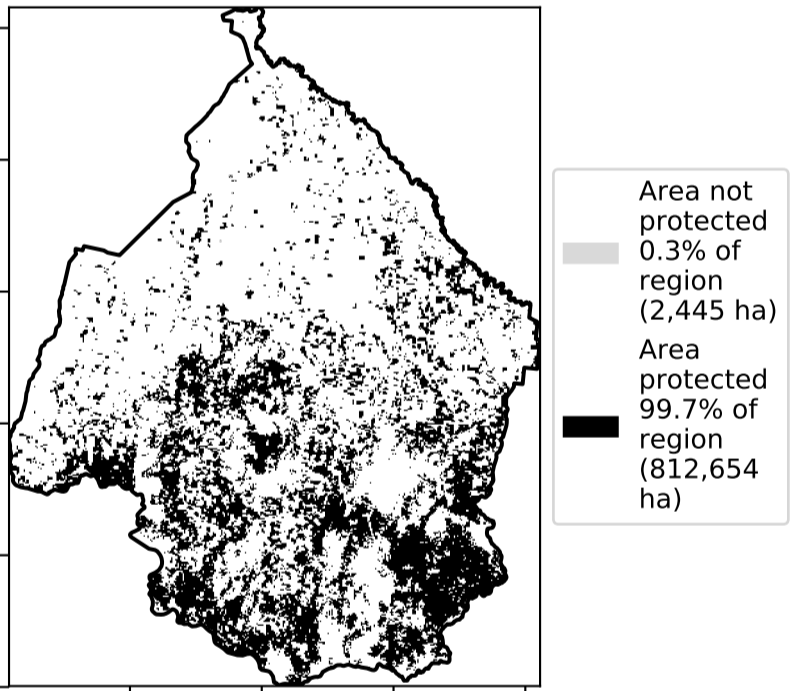 Area not
protected
0.3% of
region
(2,445 ha)
Area
protected
99.7% of
region
(812,654
ha)